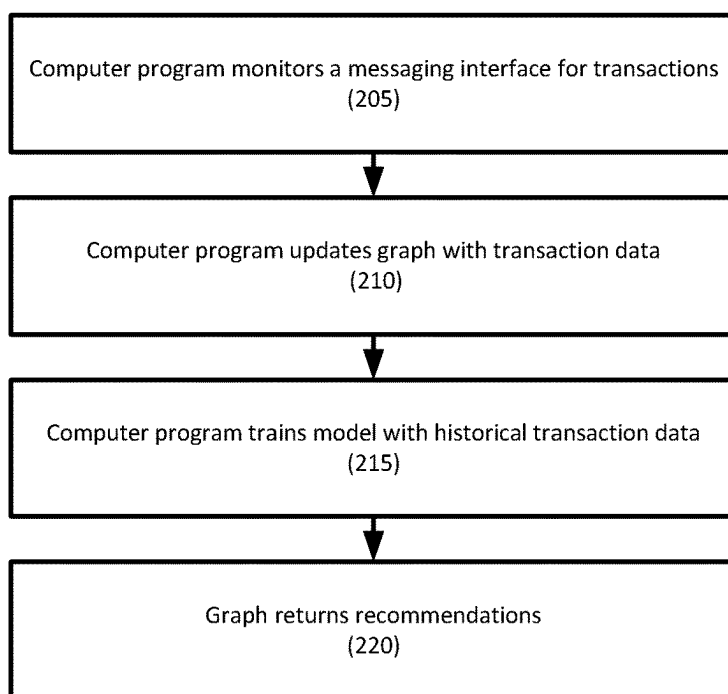 Computer program monitors a messaging interface for transactions
(205)
Computer program updates graph with transaction data
(210)
Computer program trains model with historical transaction data
(215)
Graph returns recommendations
(220)